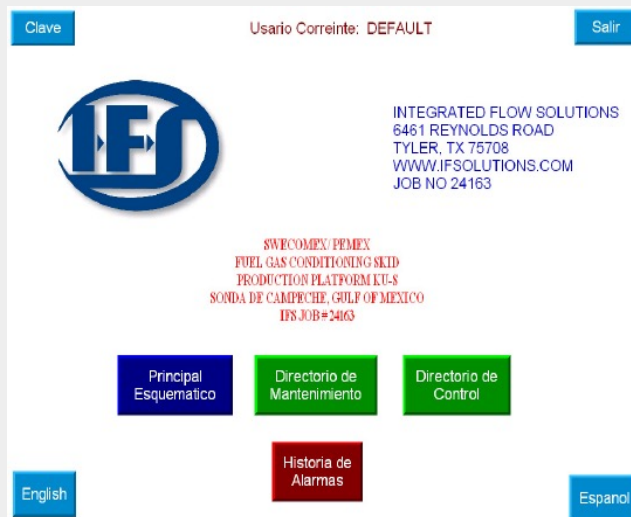 Clave
Usario Correinte: DEFAULT
Salir
IFS
INTEGRATED FLOW SOLUTIONS
6461 REYNOLDS ROAD
TYLER, TX 75708
WWW.IFSOLUTIONS.COM
JOB NO 24163
SWECOMEX/ PEMEX
FUEL GAS CONDITIONING SKID
PRODUCTION PLATFORM KU-S
SONDA DE CAMPECHE, GULF OF MEXICO
IFS JOB # 24163
Principal
Esquematico
Directorio de
Mantenimiento
Directorio de
Control
Historia de
Alarmas
English
Espanol